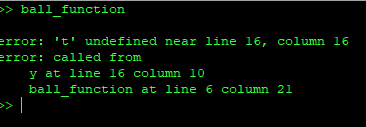 >> ball_function
error: 't' undefined near line 16, column 16
error: called from
y at line 16 column 10
ball_function at line 6 column 21
>>